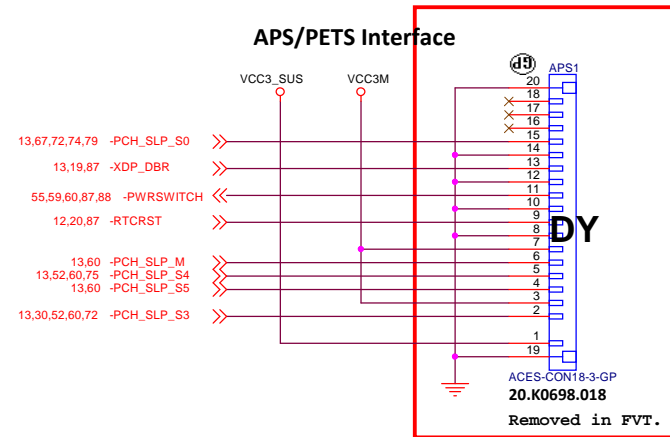 APS/PETS Interface
GP
APS1
VCC3_SUS
VCC3M
20
18
17
16
13,67,72,74,79 -PCH_SLP_S0
15
14
13,19,87 -XDP_DBR
13
12
55,59,60,87,88 -PWRSWITCH
11
10
12,20,87 -RTCRST
9
8
DY
7
13,60 -PCH_SLP_M
6
13,52,60,75 -PCH_SLP_S4
5
13,60 -PCH_SLP_S5
4
3
13,30,52,60,72 -PCH_SLP_S3
2
1
19
ACES-CON18-3-GP
20.K0698.018
Removed in FVT.